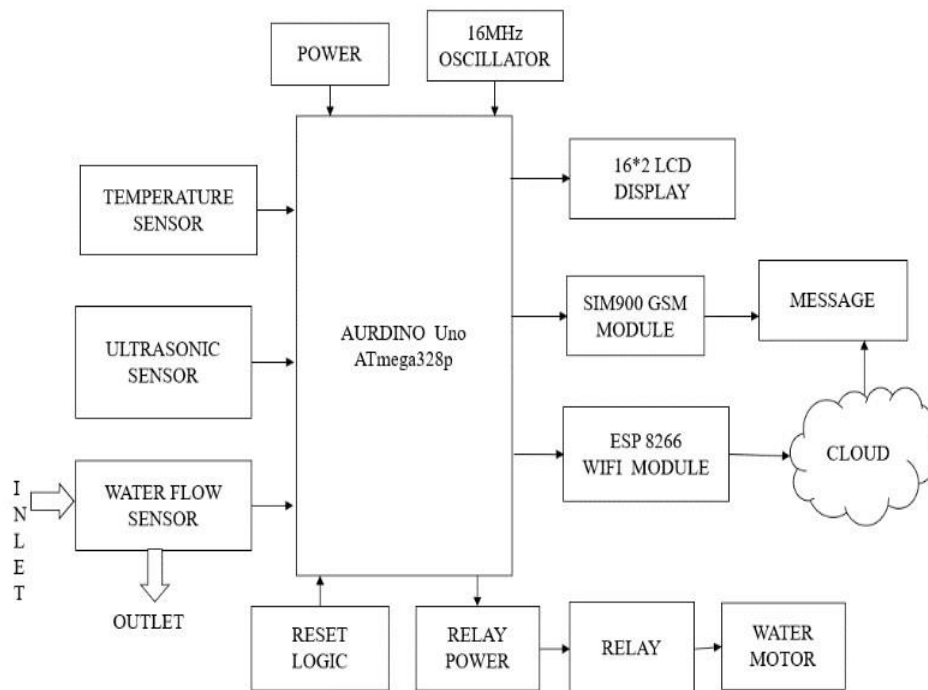 POWER
16MHz
OSCILLATOR
TEMPERATURE
SENSOR
16*2 LCD
DISPLAY
ULTRASONIC
SENSOR
AURDINO Uno
ATmega328p
SIM900 GSM
MODULE
MESSAGE
INLET
WATER FLOW
SENSOR
OUTLET
ESP 8266
WIFI MODULE
CLOUD
RESET
LOGIC
RELAY
POWER
RELAY
WATER
MOTOR